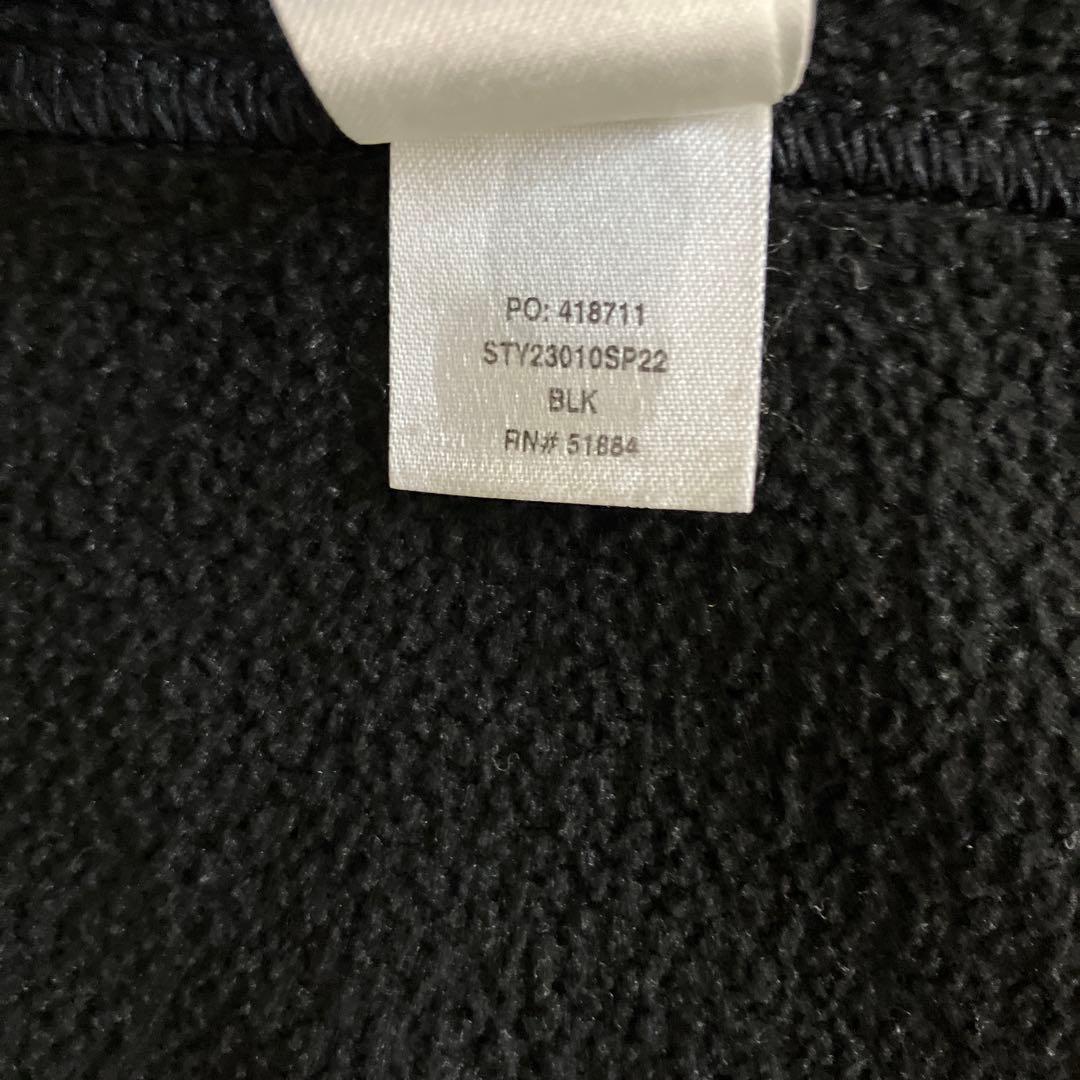 PO: 418711
STY23010SP22
BLK
RN# 51884